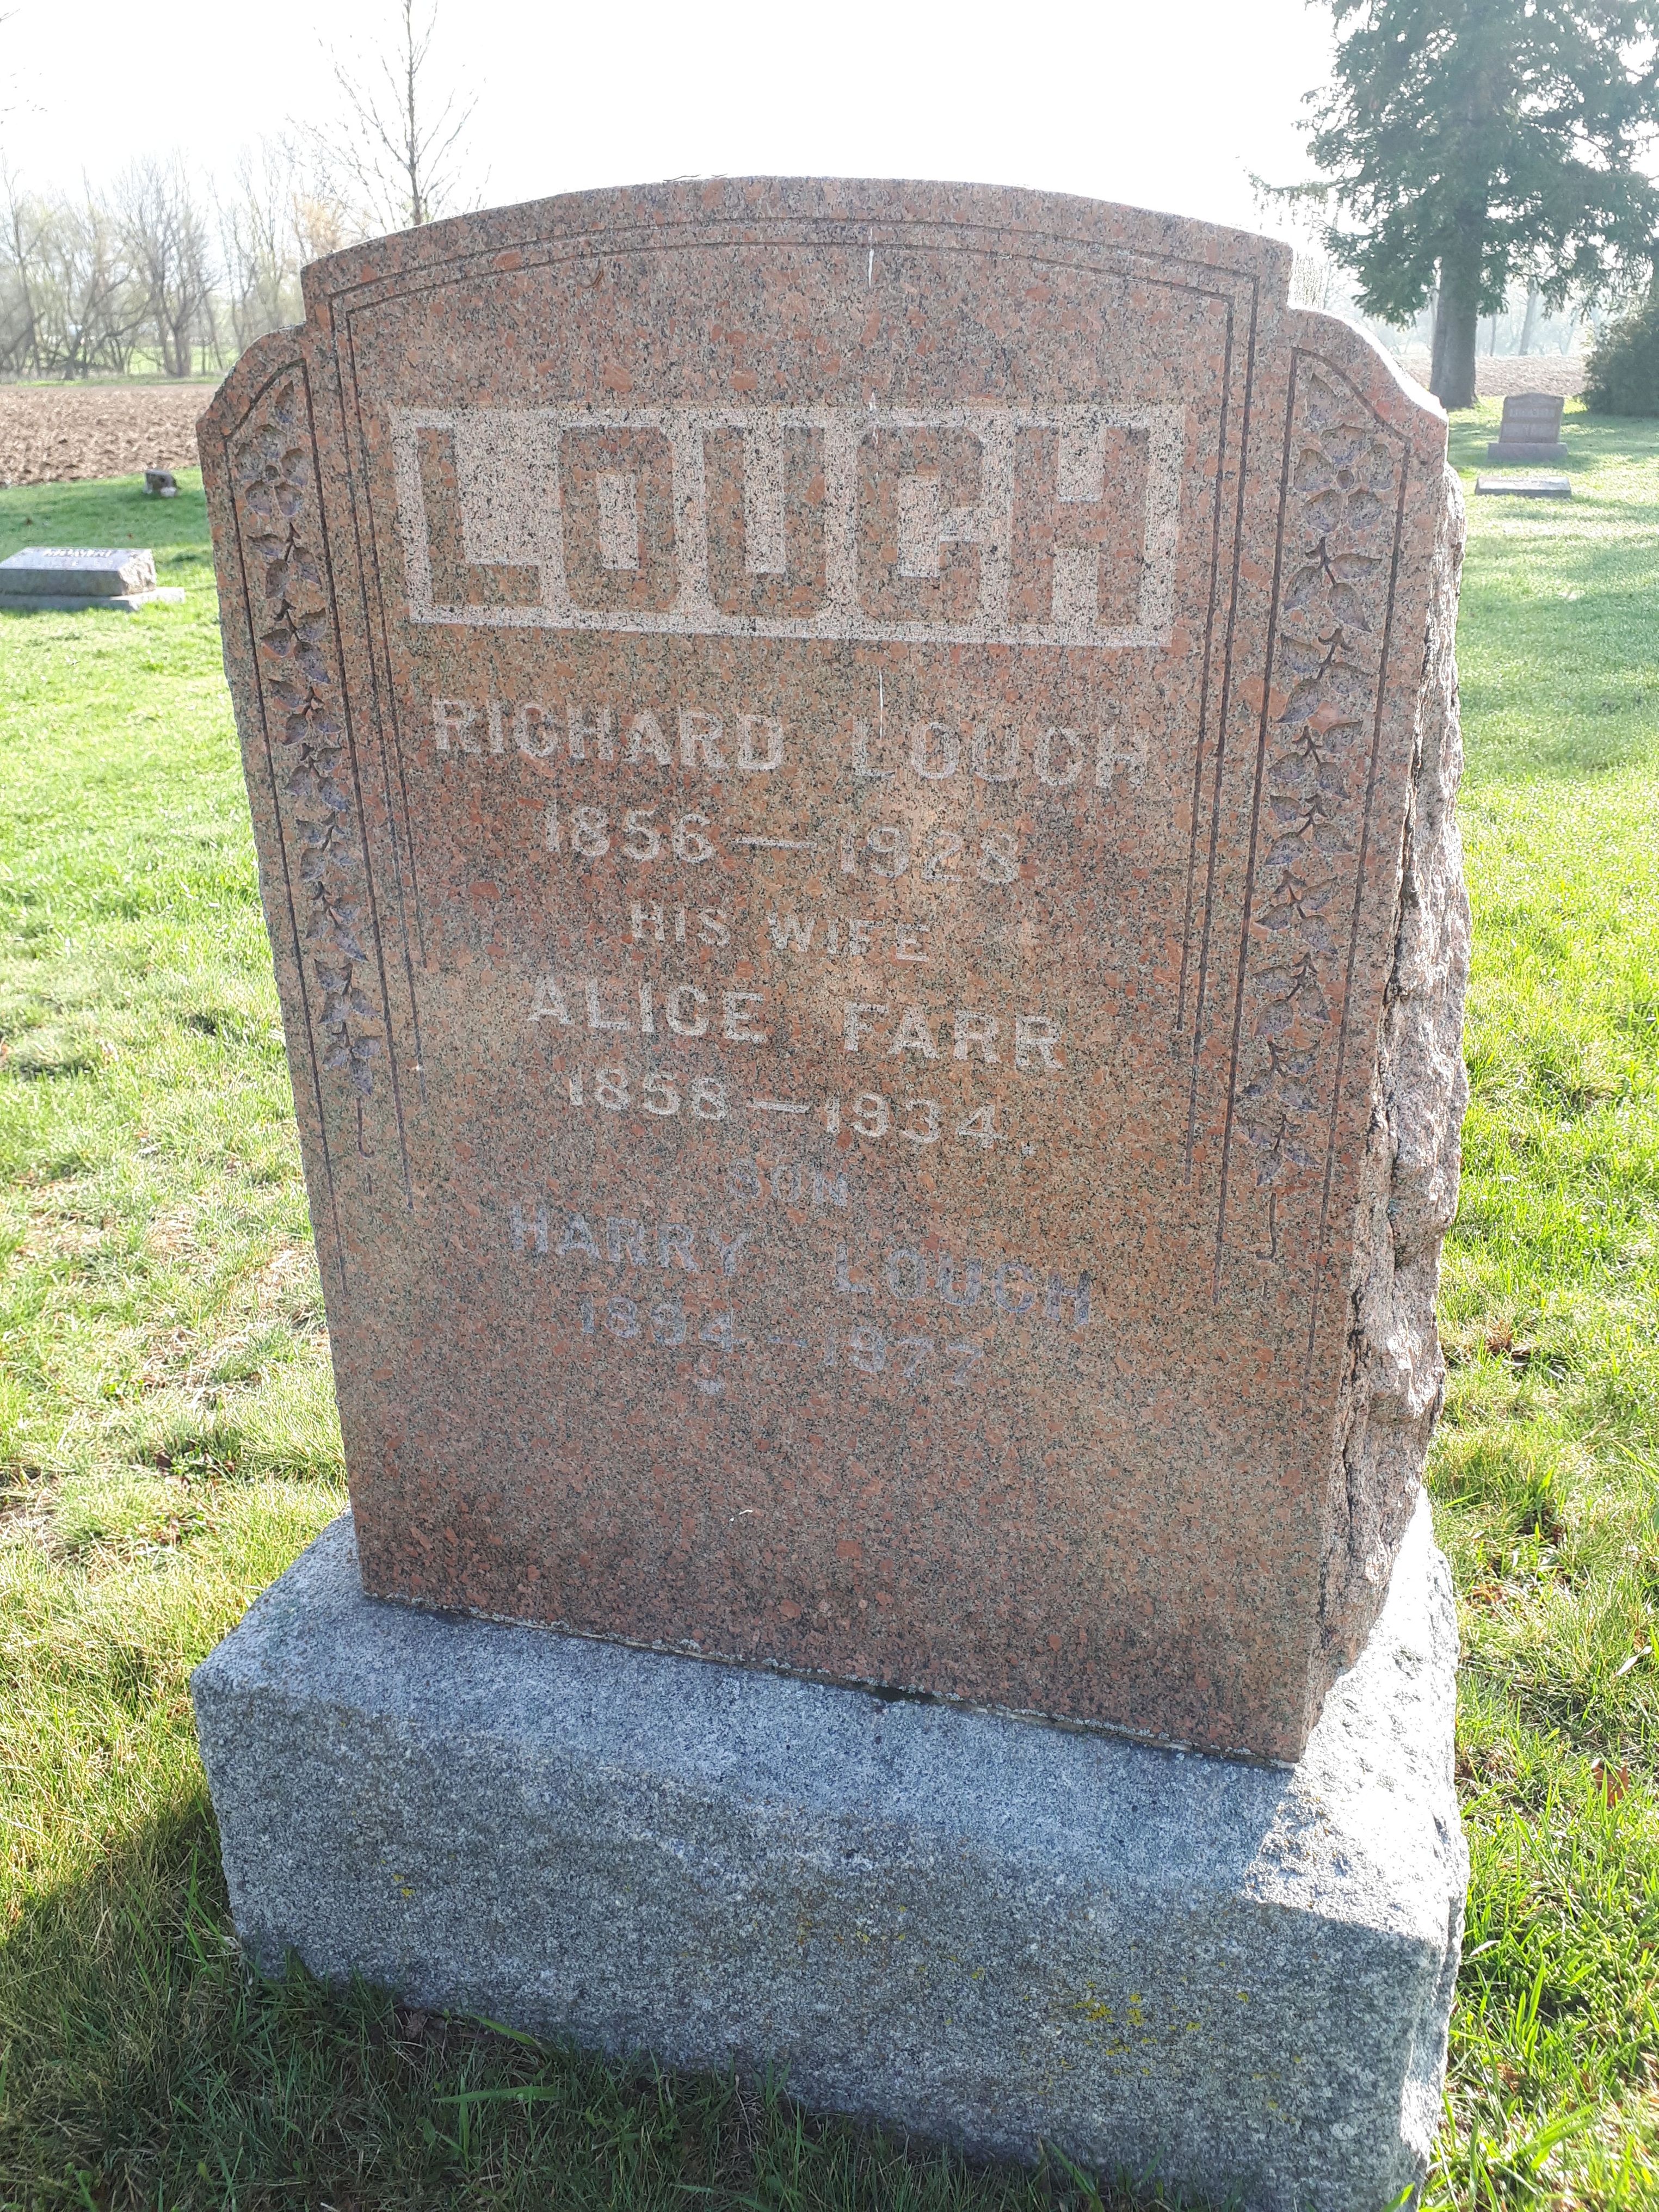 LOUCH
RICHARD LOUCH
1856 — 1928
HIS WIFE
ALICE FARR
1858 — 1934
SON
HARRY LOUCH
1894 — 1977